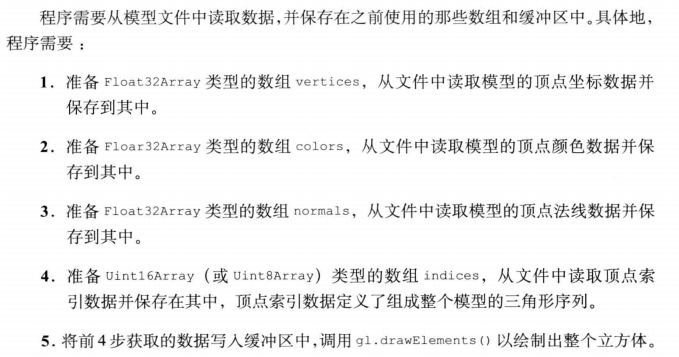 程序需要从模型文件中读取数据,并保存在之前使用的那些数组和缓冲区中。具体地,
程序需要：
1. 准备 Float32Array 类型的数组 vertices，从文件中读取模型的顶点坐标数据并
保存到其中。
2. 准备 Floar32Array 类型的数组 colors，从文件中读取模型的顶点颜色数据并保
存到其中。
3. 准备 Float32Array 类型的数组 normals，从文件中读取模型的顶点法线数据并保
存到其中。
4. 准备 Uint16Array（或 Uint8Array）类型的数组 indices，从文件中读取顶点索
引数据并保存在其中，顶点索引数据定义了组成整个模型的三角形序列。
5. 将前4步获取的数据写入缓冲区中,调用 gl.drawElements() 以绘制出整个立方体。